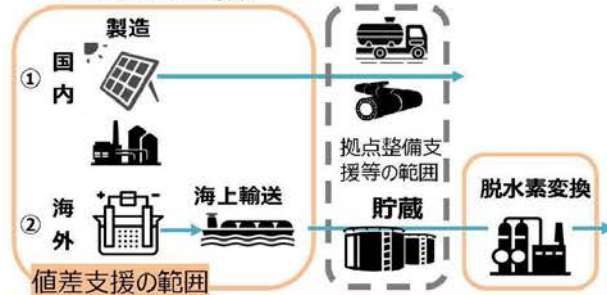 製造
① 国内
拠点整備支
援等の範囲
② 海外
海上輸送
貯蔵
脱水素変換
値差支援の範囲